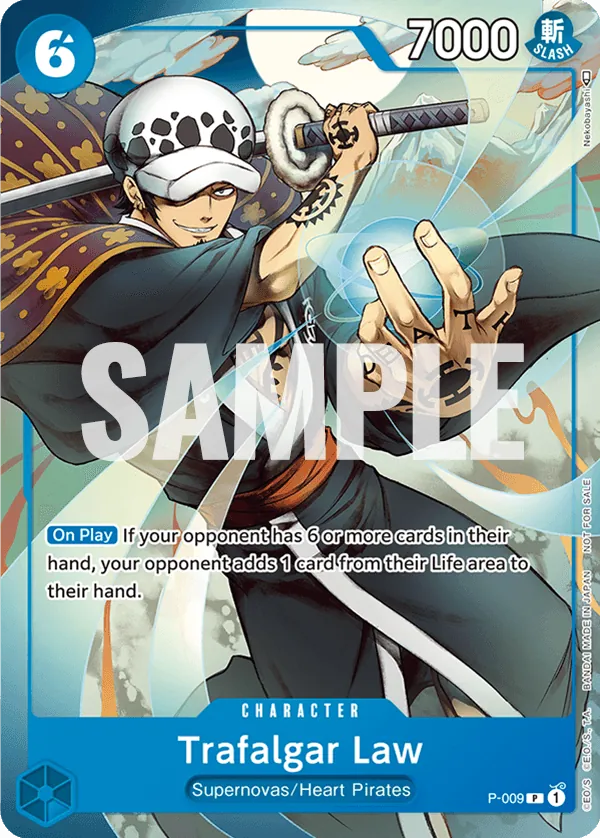 6
7000
斬
SLASH
Nekobayashi
SAMPLE
On Play If your opponent has 6 or more cards in their
hand, your opponent adds 1 card from their Life area to
their hand.
CHARACTER
Trafalgar Law
Supernovas/Heart Pirates
P-009 P 1
©E.O/S ©E.O./S., T.A. BANDAI MADE IN JAPAN NOT FOR SALE